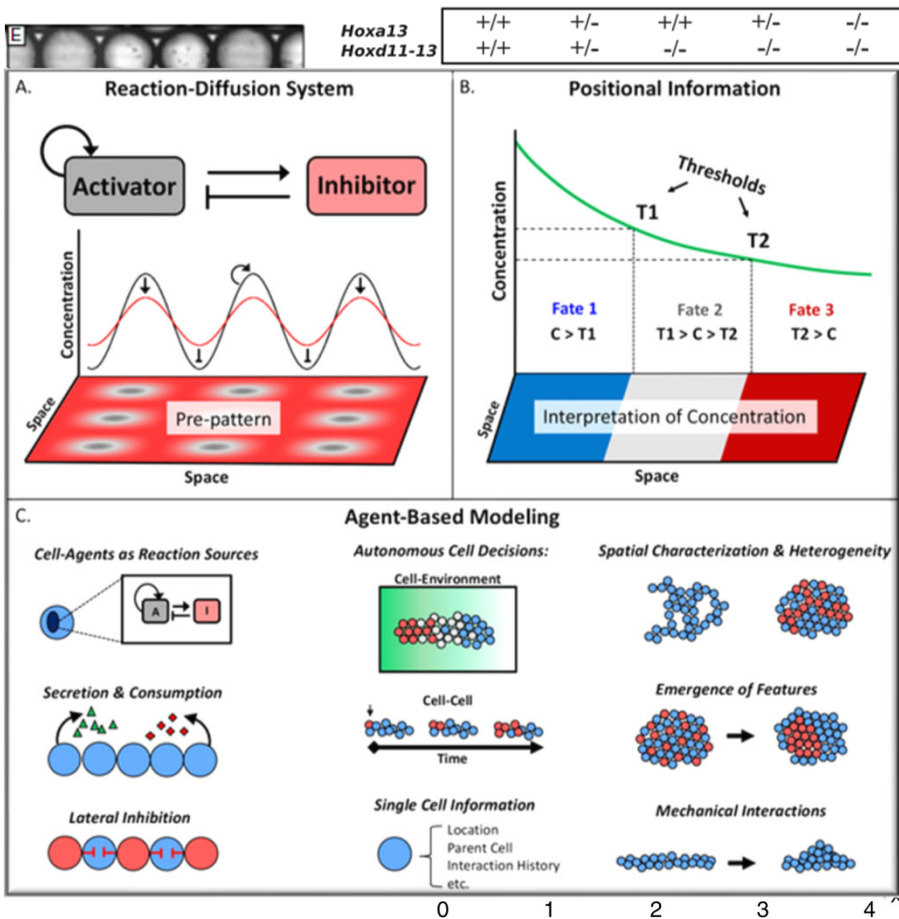 E
Hoxa13 +/+ +/- +/+ +/- -/-
Hoxd11-13 +/+ +/- -/- -/- -/-
A. Reaction-Diffusion System
Activator
Inhibitor
Concentration
Space
Pre-pattern
Space
B. Positional Information
Concentration
Thresholds
T1
T2
Fate 1
C > T1
Fate 2
T1 > C > T2
Fate 3
T2 > C
Space
Interpretation of Concentration
Space
C. Agent-Based Modeling
Cell-Agents as Reaction Sources
A
I
Secretion & Consumption
Lateral Inhibition
Autonomous Cell Decisions:
Cell-Environment
Cell-Cell
Time
Single Cell Information
Location
Parent Cell
Interaction History
etc.
Spatial Characterization & Heterogeneity
Emergence of Features
Mechanical Interactions
0 1 2 3 4